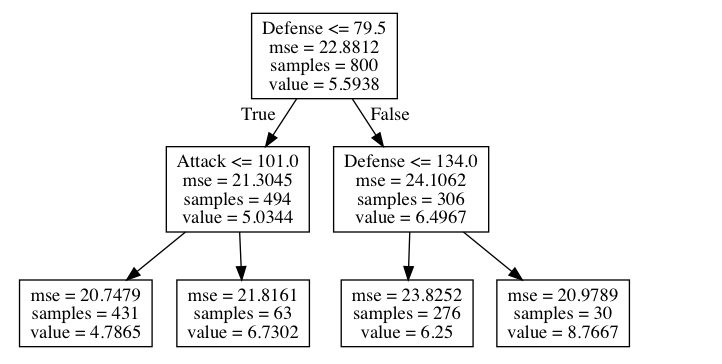 Defense <= 79.5
mse = 22.8812
samples = 800
value = 5.5938
True
False
Attack <= 101.0
mse = 21.3045
samples = 494
value = 5.0344
Defense <= 134.0
mse = 24.1062
samples = 306
value = 6.4967
mse = 20.7479
samples = 431
value = 4.7865
mse = 21.8161
samples = 63
value = 6.7302
mse = 23.8252
samples = 276
value = 6.25
mse = 20.9789
samples = 30
value = 8.7667